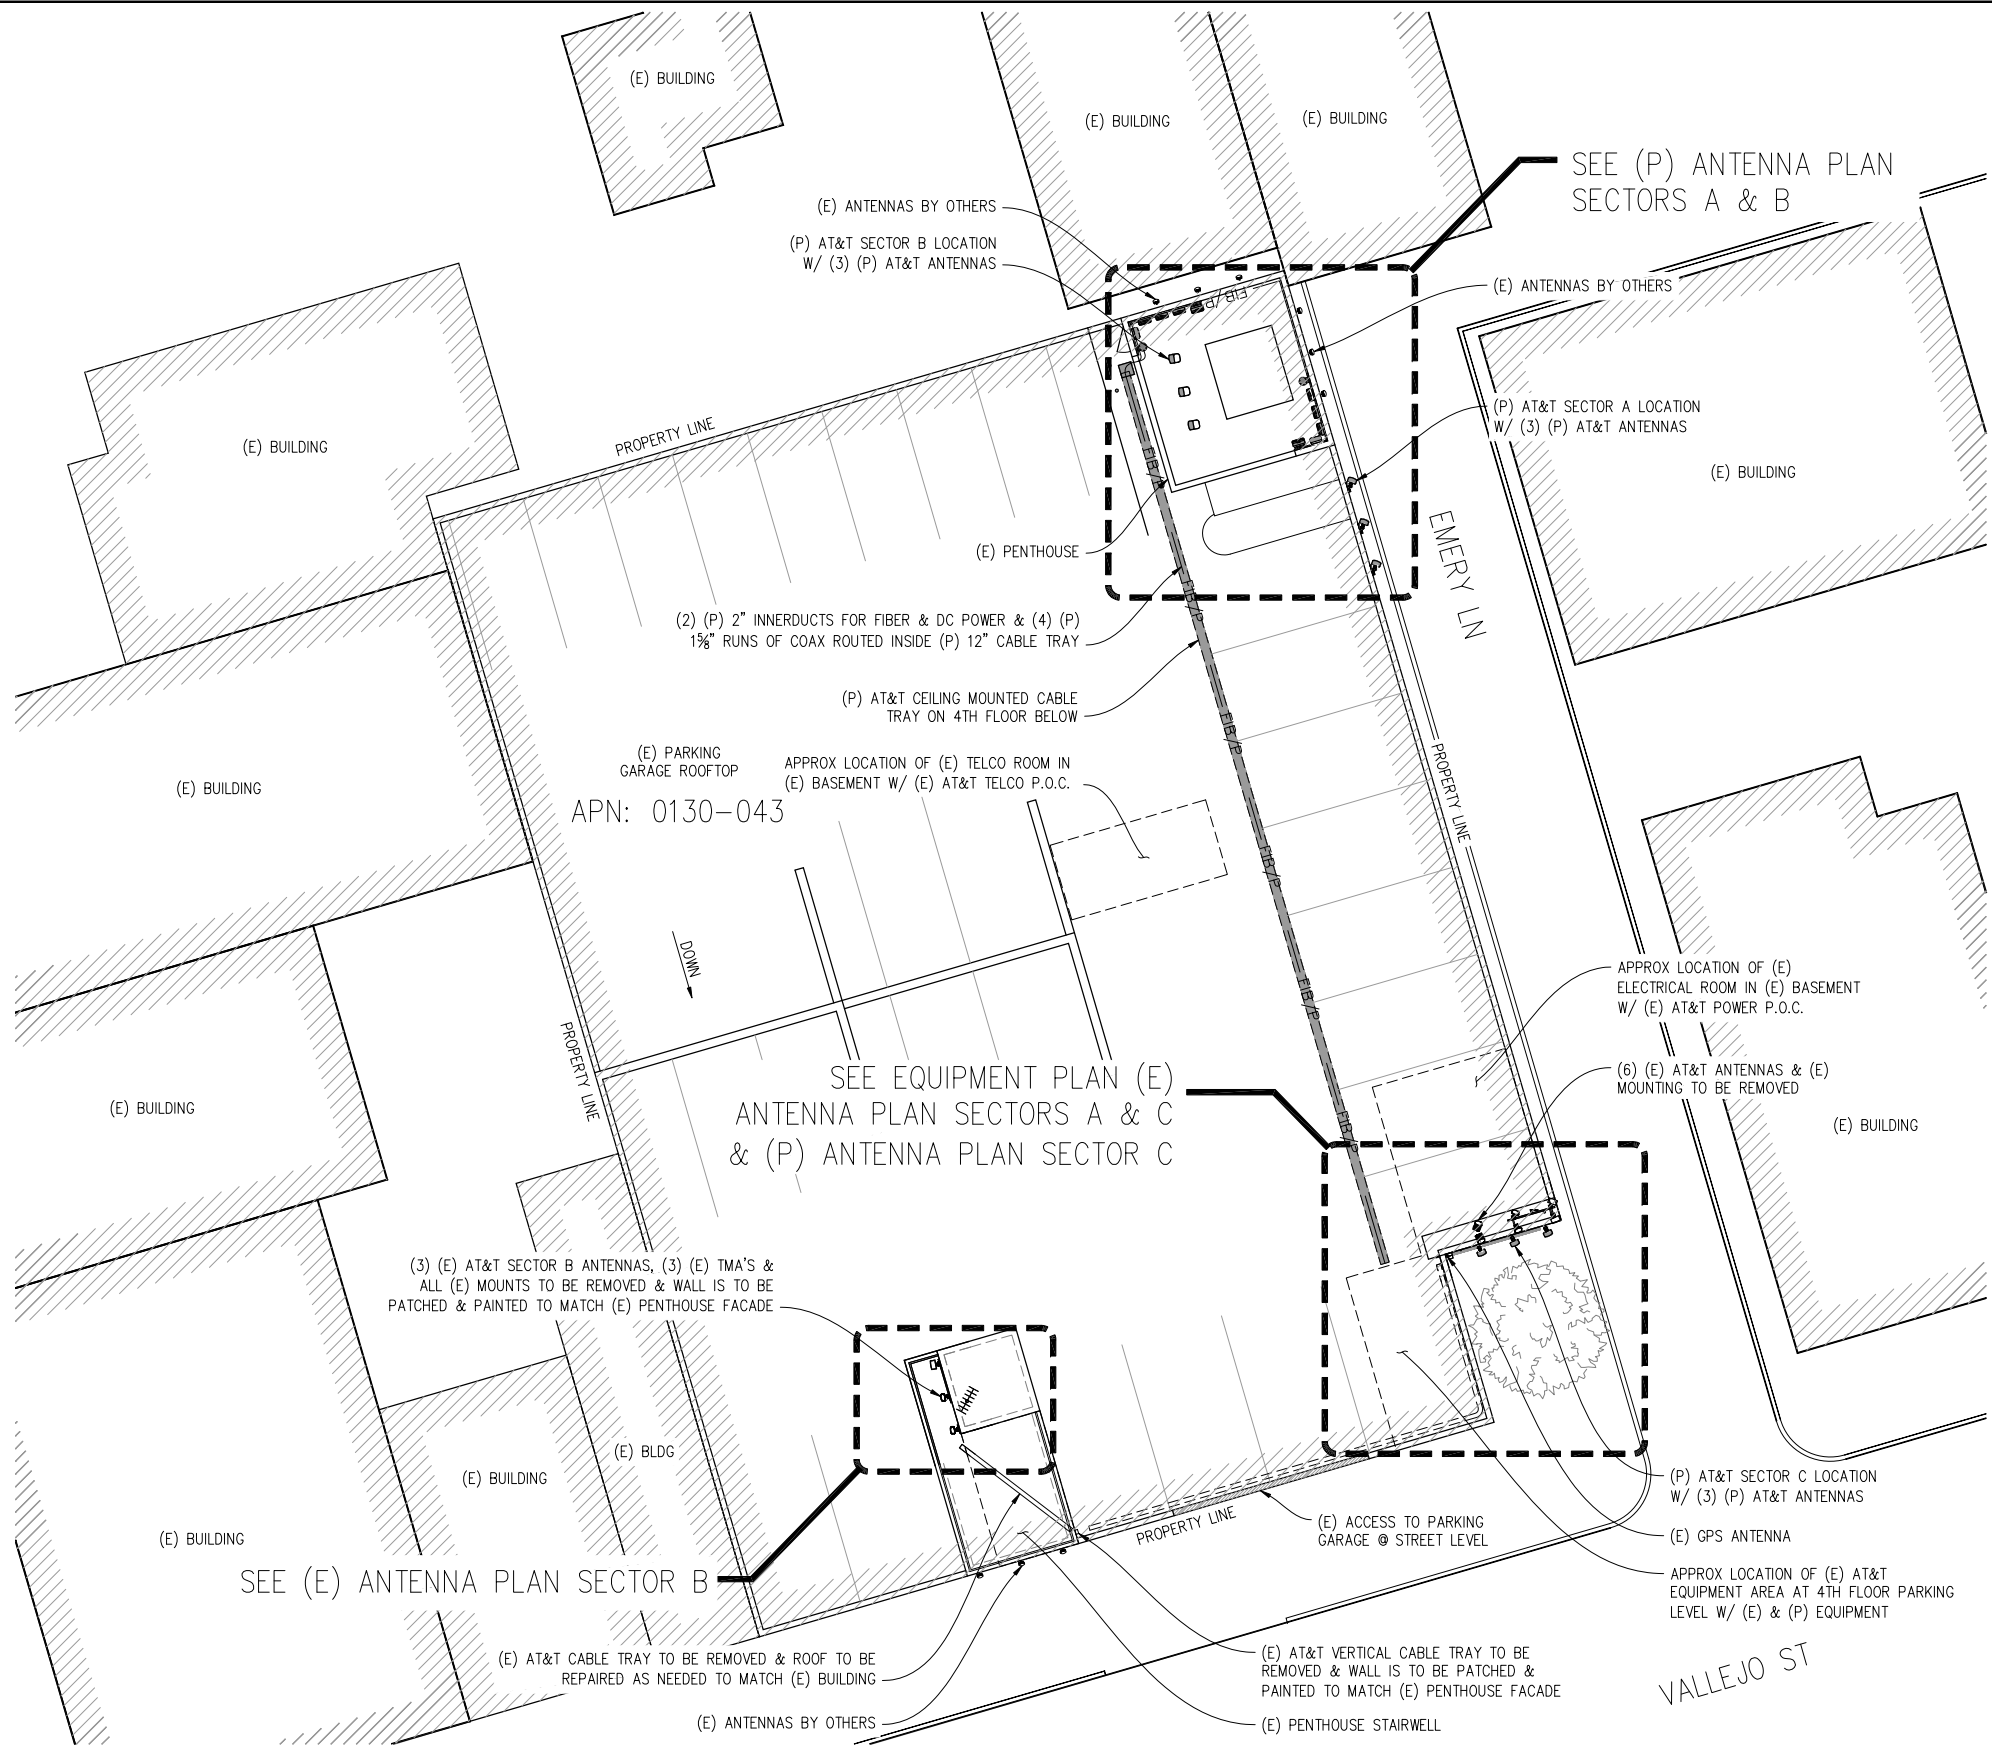 (E) BUILDING
(E) BUILDING
(E) BUILDING
SEE (P) ANTENNA PLAN
SECTORS A & B
(E) ANTENNAS BY OTHERS
(P) AT&T SECTOR B LOCATION
W/ (3) (P) AT&T ANTENNAS
FIB/P
(E) ANTENNAS BY OTHERS
(P) AT&T SECTOR A LOCATION
W/ (3) (P) AT&T ANTENNAS
(E) BUILDING
PROPERTY LINE
(E) BUILDING
FIB/P
EMERY LN
(E) PENTHOUSE
FIB/P
(2) (P) 2" INNERDUCTS FOR FIBER & DC POWER & (4) (P)
1⅝" RUNS OF COAX ROUTED INSIDE (P) 12" CABLE TRAY
(P) AT&T CEILING MOUNTED CABLE
TRAY ON 4TH FLOOR BELOW
FIB/P
PROPERTY LINE
(E) PARKING
GARAGE ROOFTOP
APPROX LOCATION OF (E) TELCO ROOM IN
(E) BASEMENT W/ (E) AT&T TELCO P.O.C.
(E) BUILDING
APN: 0130-043
FIB/P
DOWN
FIB/P
APPROX LOCATION OF (E)
ELECTRICAL ROOM IN (E) BASEMENT
W/ (E) AT&T POWER P.O.C.
PROPERTY LINE
SEE EQUIPMENT PLAN (E)
ANTENNA PLAN SECTORS A & C
& (P) ANTENNA PLAN SECTOR C
(6) (E) AT&T ANTENNAS & (E)
MOUNTING TO BE REMOVED
(E) BUILDING
(E) BUILDING
FIB/P
(3) (E) AT&T SECTOR B ANTENNAS, (3) (E) TMA'S &
ALL (E) MOUNTS TO BE REMOVED & WALL IS TO BE
PATCHED & PAINTED TO MATCH (E) PENTHOUSE FACADE
(E) BLDG
(E) BUILDING
(P) AT&T SECTOR C LOCATION
W/ (3) (P) AT&T ANTENNAS
(E) ACCESS TO PARKING
GARAGE @ STREET LEVEL
PROPERTY LINE
(E) GPS ANTENNA
(E) BUILDING
SEE (E) ANTENNA PLAN SECTOR B
APPROX LOCATION OF (E) AT&T
EQUIPMENT AREA AT 4TH FLOOR PARKING
LEVEL W/ (E) & (P) EQUIPMENT
(E) AT&T CABLE TRAY TO BE REMOVED & ROOF TO BE
REPAIRED AS NEEDED TO MATCH (E) BUILDING
(E) AT&T VERTICAL CABLE TRAY TO BE
REMOVED & WALL IS TO BE PATCHED &
PAINTED TO MATCH (E) PENTHOUSE FACADE
VALLEJO ST
(E) ANTENNAS BY OTHERS
(E) PENTHOUSE STAIRWELL